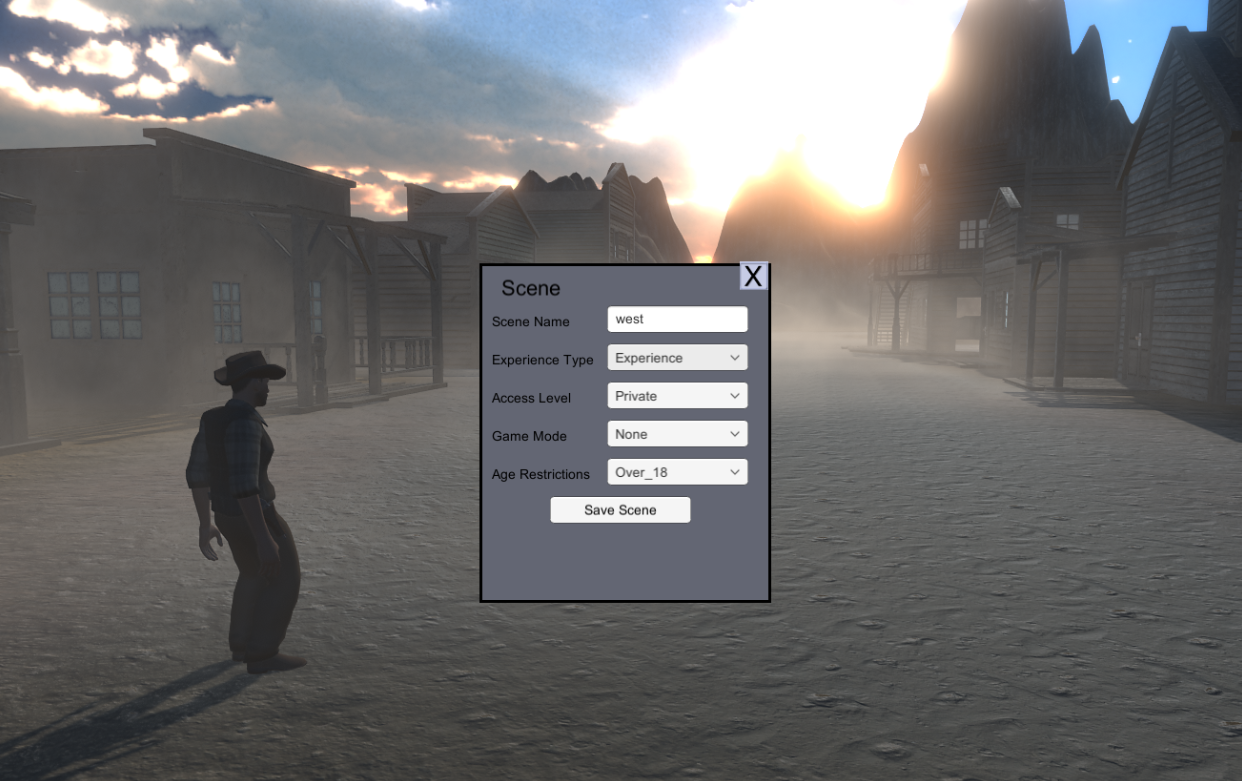 X
Scene
Scene Name west
Experience Type Experience
Access Level Private
Game Mode None
Age Restrictions Over_18
Save Scene